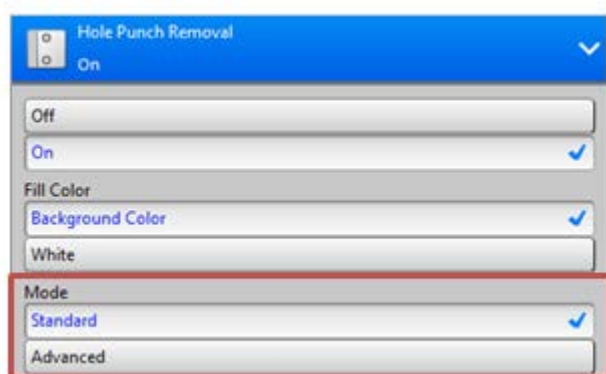 Hole Punch Removal
On
Off
On
Fill Color
Background Color
White
Mode
Standard
Advanced